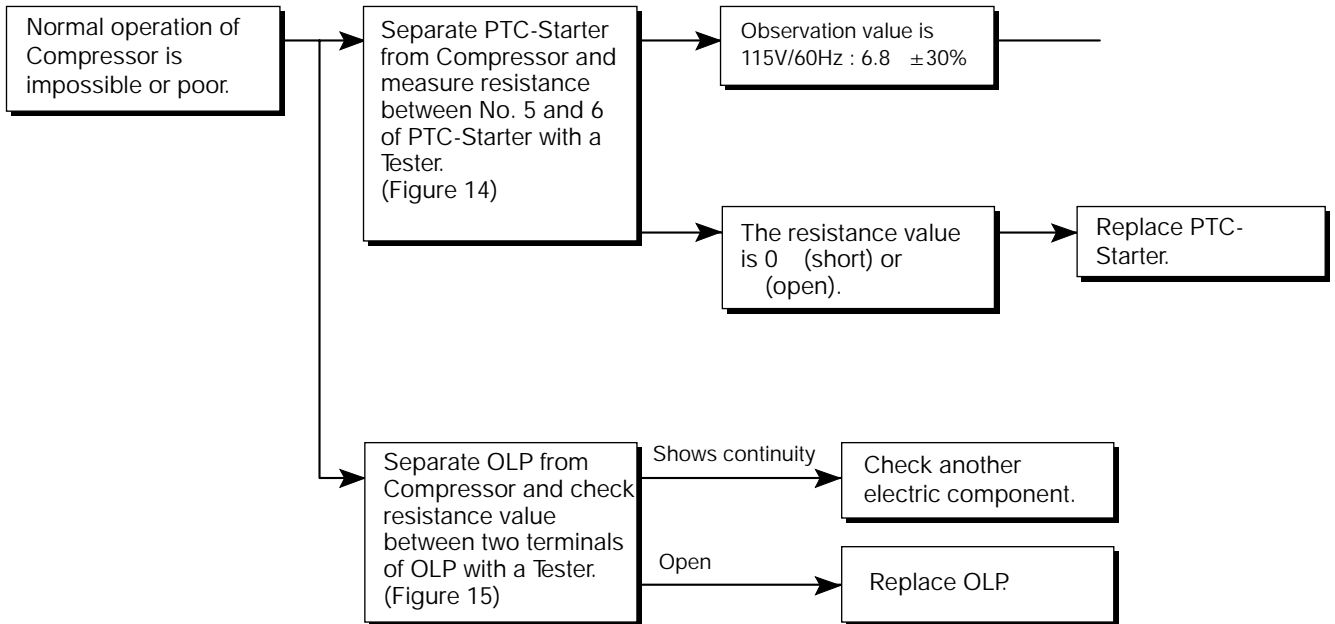 Normal operation of
Compressor is
impossible or poor.
Separate PTC-Starter
from Compressor and
measure resistance
between No. 5 and 6
of PTC-Starter with a
Tester.
(Figure 14)
Observation value is
115V/60Hz : 6.8 ±30%
The resistance value
is 0 (short) or
(open).
Replace PTC-
Starter.
Separate OLP from
Compressor and check
resistance value
between two terminals
of OLP with a Tester.
(Figure 15)
Shows continuity
Check another
electric component.
Open
Replace OLP.